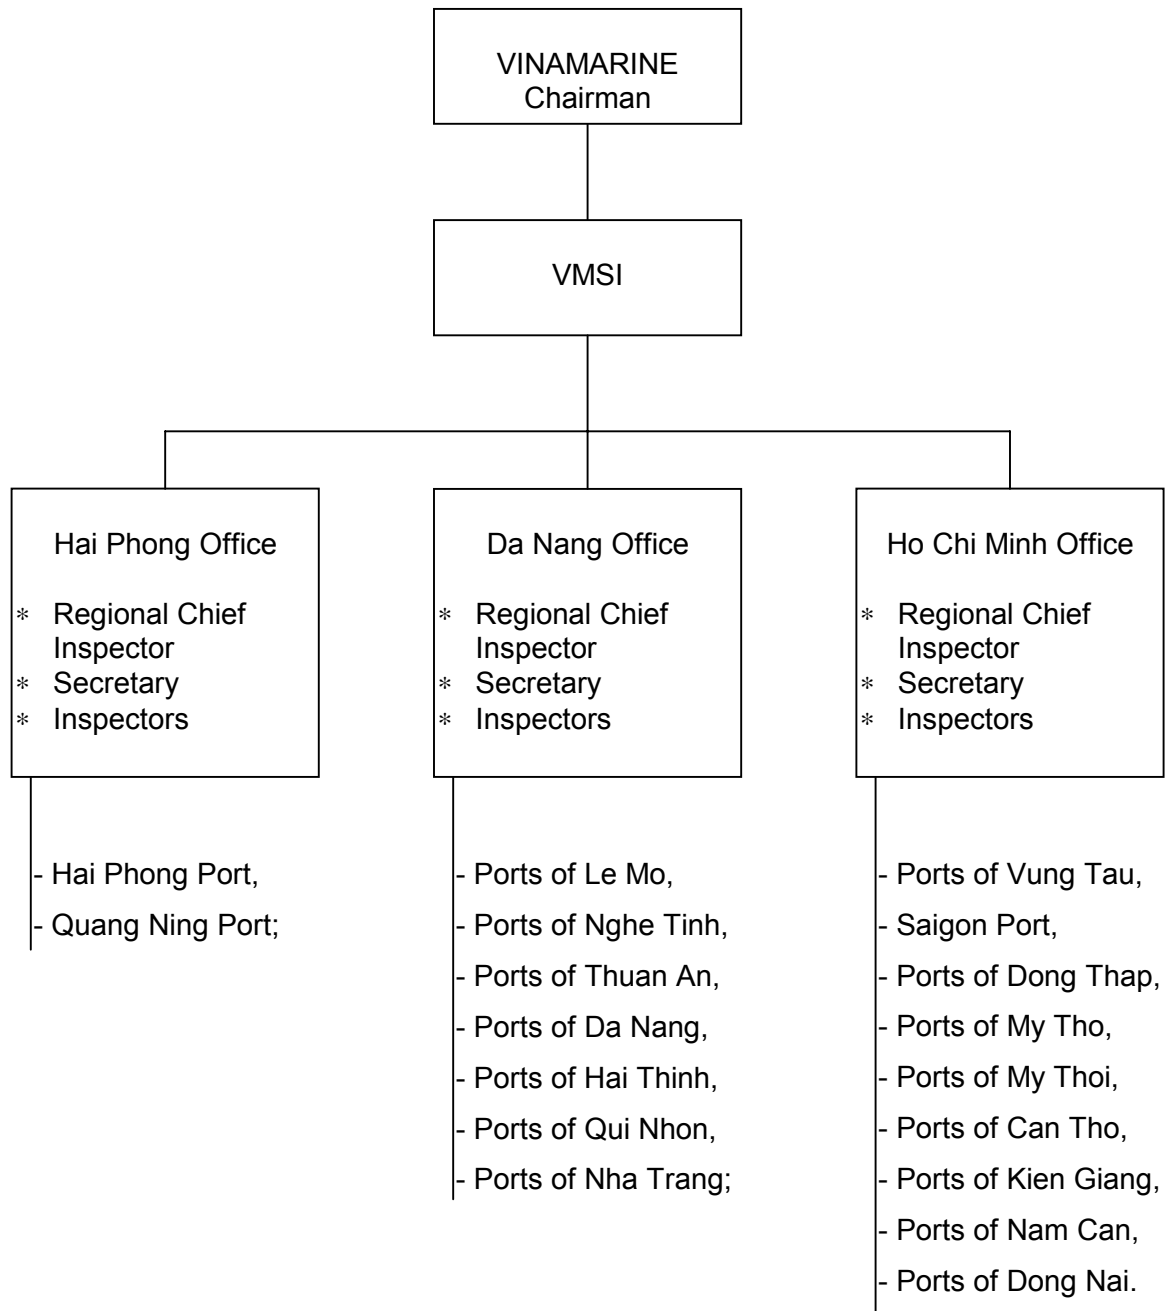 VINAMARINE
Chairman
VMSI
Hai Phong Office
* Regional Chief
Inspector
* Secretary
* Inspectors
- Hai Phong Port,
- Quang Ning Port;
Da Nang Office
* Regional Chief
Inspector
* Secretary
* Inspectors
- Ports of Le Mo,
- Ports of Nghe Tinh,
- Ports of Thuan An,
- Ports of Da Nang,
- Ports of Hai Thinh,
- Ports of Qui Nhon,
- Ports of Nha Trang;
Ho Chi Minh Office
* Regional Chief
Inspector
* Secretary
* Inspectors
- Ports of Vung Tau,
- Saigon Port,
- Ports of Dong Thap,
- Ports of My Tho,
- Ports of My Thoi,
- Ports of Can Tho,
- Ports of Kien Giang,
- Ports of Nam Can,
- Ports of Dong Nai.